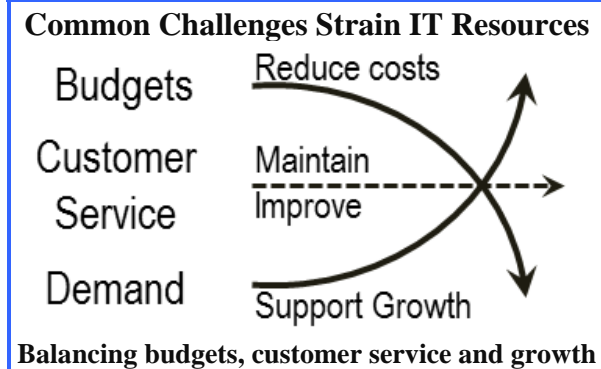 Common Challenges Strain IT Resources
Budgets
Reduce costs
Customer
Service
Maintain
Improve
Demand
Support Growth
Balancing budgets, customer service and growth